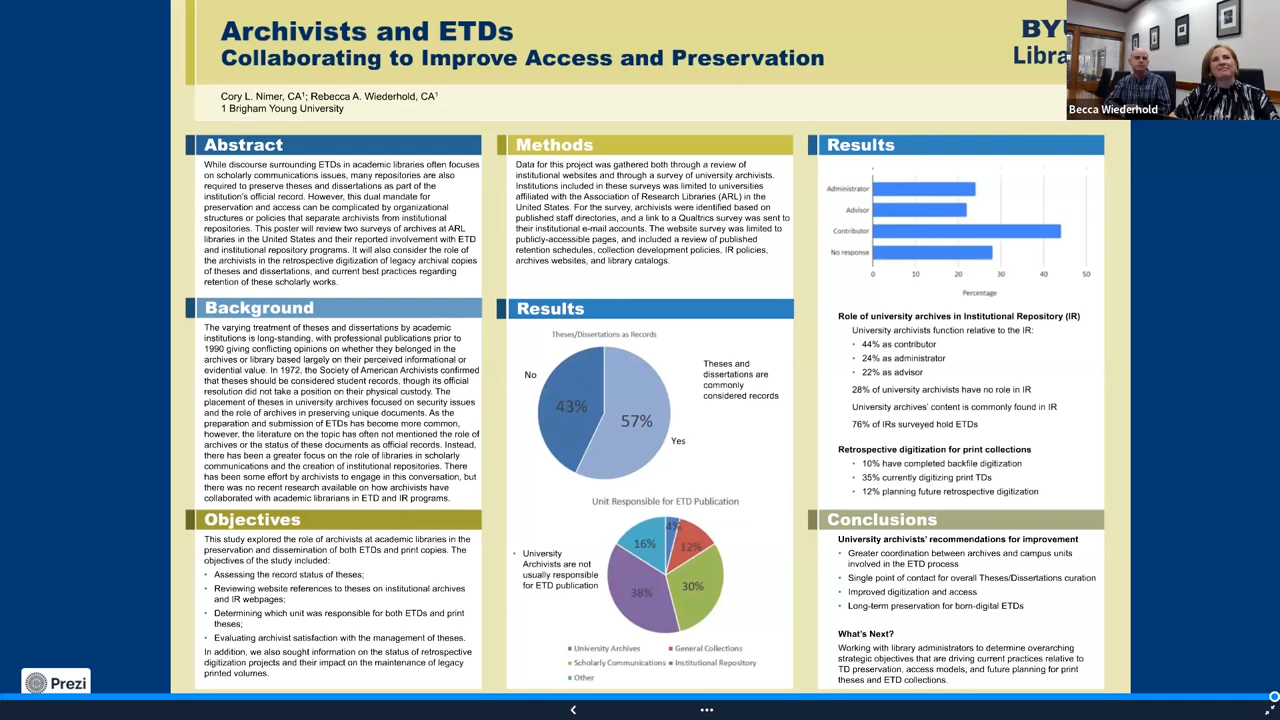 Archivists and ETDs
Collaborating to Improve Access and Preservation
Cory L. Nimer, CA¹; Rebecca A. Wiederhold, CA¹
1 Brigham Young University
Becca Wiederhold
Abstract
While discourse surrounding ETDs in academic libraries often focuses
on scholarly communications issues, many repositories are also
required to preserve theses and dissertations as part of the
institution's official record. However, this dual mandate for
preservation and access can be complicated by organizational
structures or policies that separate archivists from institutional
repositories. This poster will review two surveys of archives at ARL
libraries in the United States and their reported involvement with ETD
and institutional repository programs. It will also consider the role of
the archivists in the retrospective digitization of legacy archival copies
of theses and dissertations, and current best practices regarding
retention of these scholarly works.
Background
The varying treatment of theses and dissertations by academic
institutions is long-standing, with professional publications prior to
1990 giving conflicting opinions on whether they belonged in the
archives or library based largely on their perceived informational or
evidential value. In 1972, the Society of American Archivists confirmed
that theses should be considered student records, though its official
resolution did not take a position on their physical custody. The
placement of theses in university archives focused on security issues
and the role of archives in preserving unique documents. As the
preparation and submission of ETDs has become more common,
however, the literature on the topic has often not mentioned the role of
archives or the status of these documents as official records. Instead,
there has been a greater focus on the role of libraries in scholarly
communications and the creation of institutional repositories. There
has been some effort by archivists to engage in this conversation, but
there was no recent research available on how archivists have
collaborated with academic librarians in ETD and IR programs.
Objectives
This study explored the role of archivists at academic libraries in the
preservation and dissemination of both ETDs and print copies. The
objectives of the study included:
• Assessing the record status of theses;
• Reviewing website references to theses on institutional archives
and IR webpages;
• Determining which unit was responsible for both ETDs and print
theses;
• Evaluating archivist satisfaction with the management of theses.
In addition, we also sought information on the status of retrospective
digitization projects and their impact on the maintenance of legacy
printed volumes.
Methods
Data for this project was gathered both through a review of
institutional websites and through a survey of university archivists.
Institutions included in these surveys was limited to universities
affiliated with the Association of Research Libraries (ARL) in the
United States. For the survey, archivists were identified based on
published staff directories, and a link to a Qualtrics survey was sent to
their institutional e-mail accounts. The website survey was limited to
publicly-accessible pages, and included a review of published
retention schedules, collection development policies, IR policies,
archives websites, and library catalogs.
Results
Theses/Dissertations as Records
No
43%
57%
Yes
Theses and
dissertations are
commonly
considered records
Unit Responsible for ETD Publication
• University
Archivists are not
usually responsible
for ETD publication
4%
12%
30%
38%
16%
University Archives
General Collections
Scholarly Communications
Institutional Repository
Other
Results
Administrator
Advisor
Contributor
No response
0 10 20 30 40 50
Percentage
Role of university archives in Institutional Repository (IR)
University archivists function relative to the IR:
• 44% as contributor
• 24% as administrator
• 22% as advisor
28% of university archivists have no role in IR
University archives' content is commonly found in IR
76% of IRs surveyed hold ETDs
Retrospective digitization for print collections
• 10% have completed backfile digitization
• 35% currently digitizing print TDs
• 12% planning future retrospective digitization
Conclusions
University archivists' recommendations for improvement
• Greater coordination between archives and campus units
involved in the ETD process
• Single point of contact for overall Theses/Dissertations curation
• Improved digitization and access
• Long-term preservation for born-digital ETDs
What's Next?
Working with library administrators to determine overarching
strategic objectives that are driving current practices relative to
TD preservation, access models, and future planning for print
theses and ETD collections.
Prezi